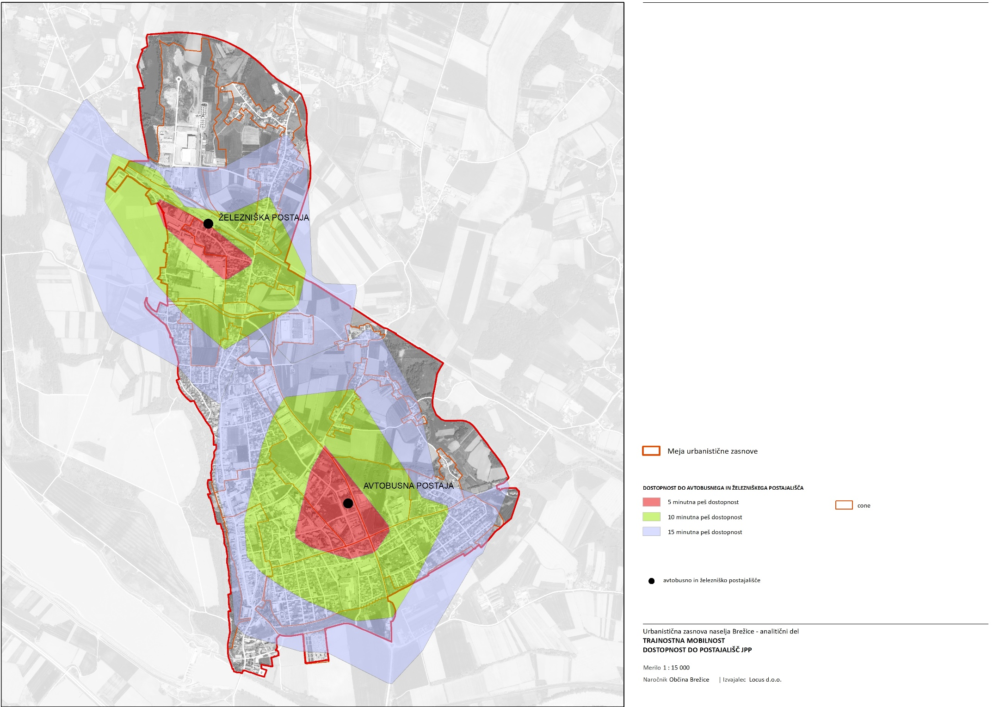 ŽELEZNIŠKA POSTAJA
AVTOBUSNA POSTAJA
Meja urbanistične zasnove
DOSTOPNOST DO AVTOBUSNEGA IN ŽELEZNIŠKEGA POSTAJALIŠČA
5 minutna peš dostopnost
10 minutna peš dostopnost
15 minutna peš dostopnost
cone
avtobusno in železniško postajališče
Urbanistična zasnova naselja Brežice - analitični del
TRAJNOSTNA MOBILNOST
DOSTOPNOST DO POSTAJALIŠČ JPP
Merilo 1 : 15 000
Naročnik Občina Brežice | Izvajalec Locus d.o.o.